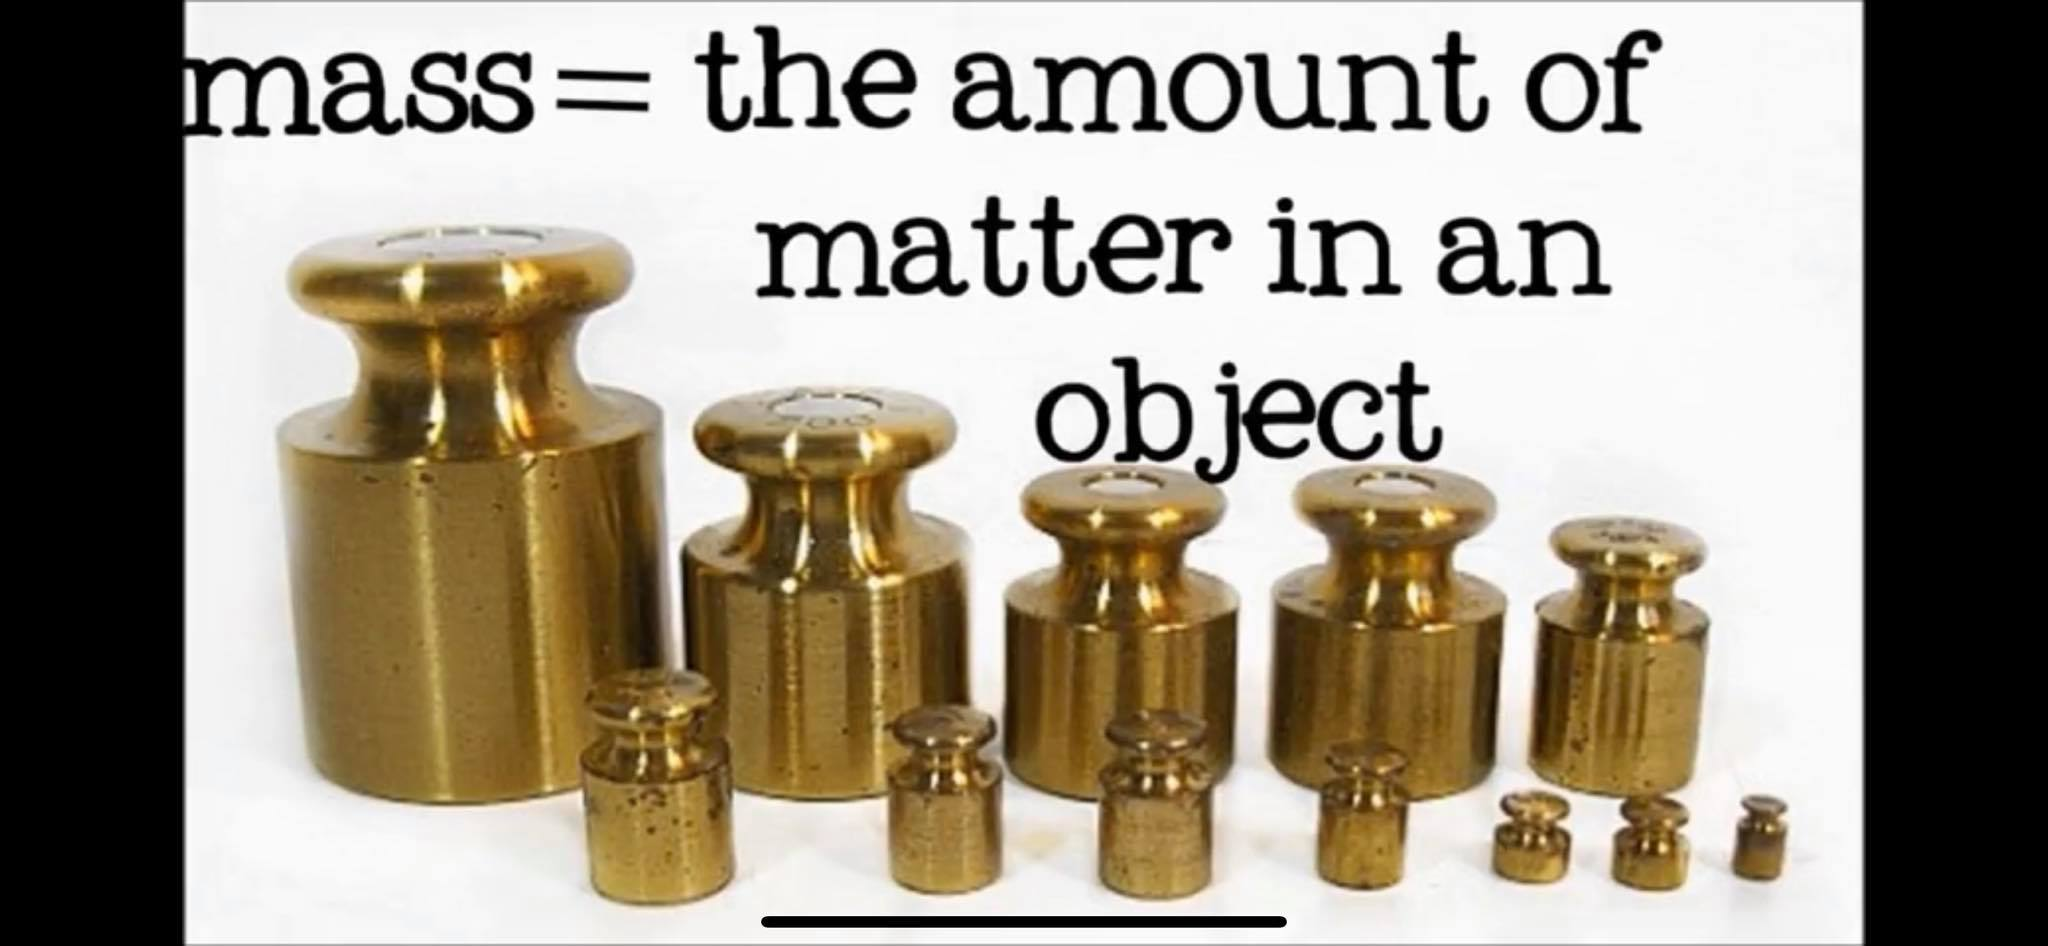 mass= the amount of
matter in an
object